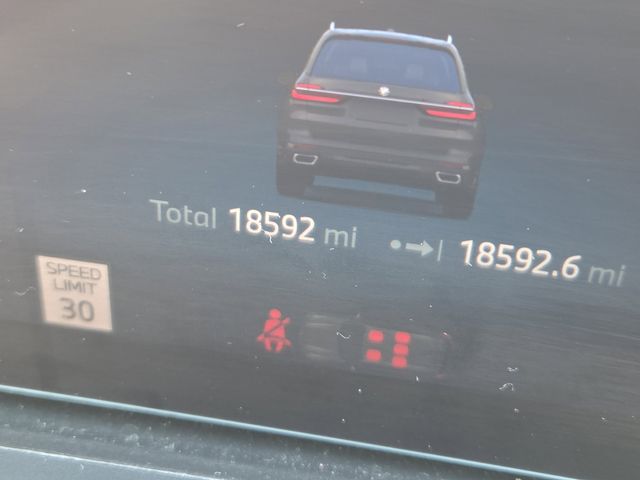 Total 18592 mi 18592.6 mi
SPEED
LIMIT
30